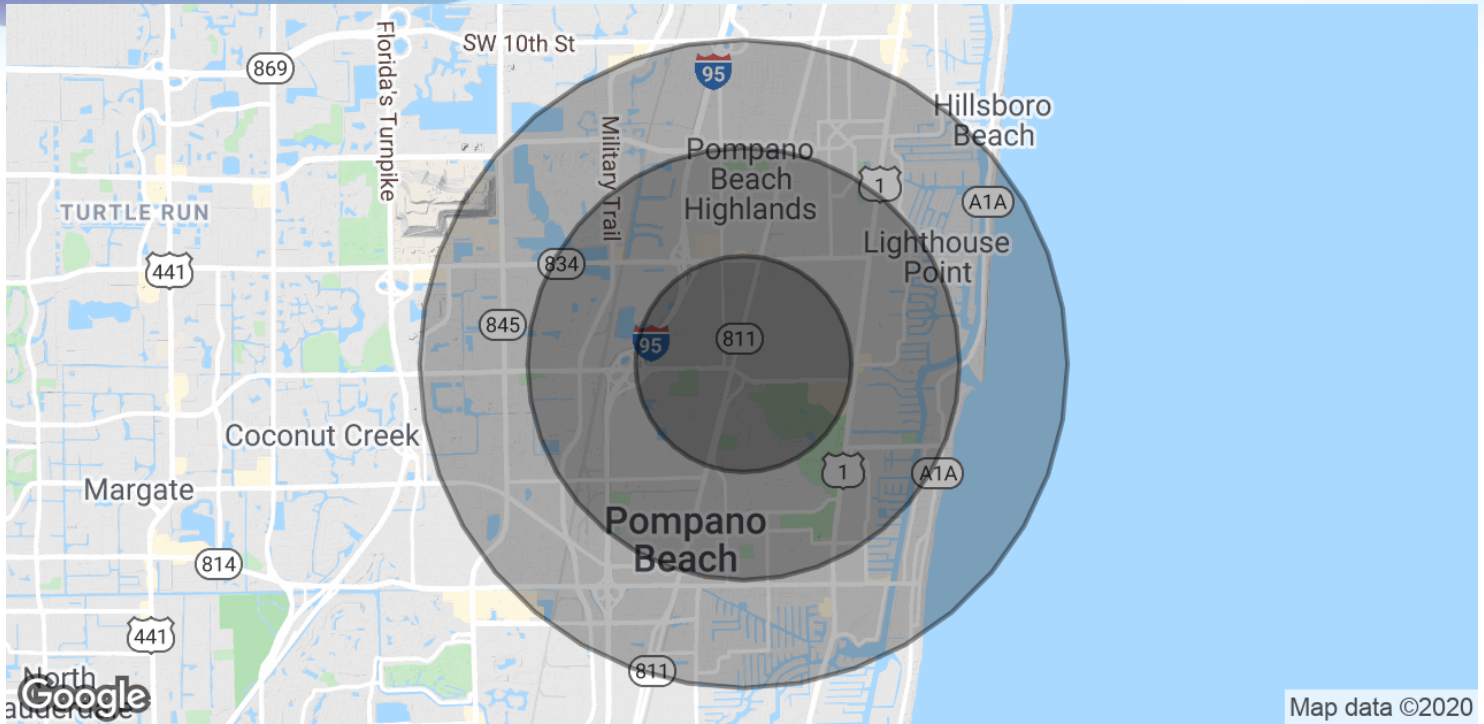 SW 10th St
869
95
Florida's Turnpike
Hillsboro
Beach
Military Trail
Pompano
Beach
Highlands
1
A1A
TURTLE RUN
441
834
Lighthouse
Point
845
95
811
Coconut Creek
Margate
1
A1A
Pompano
Beach
814
441
811
North
Google
Map data ©2020